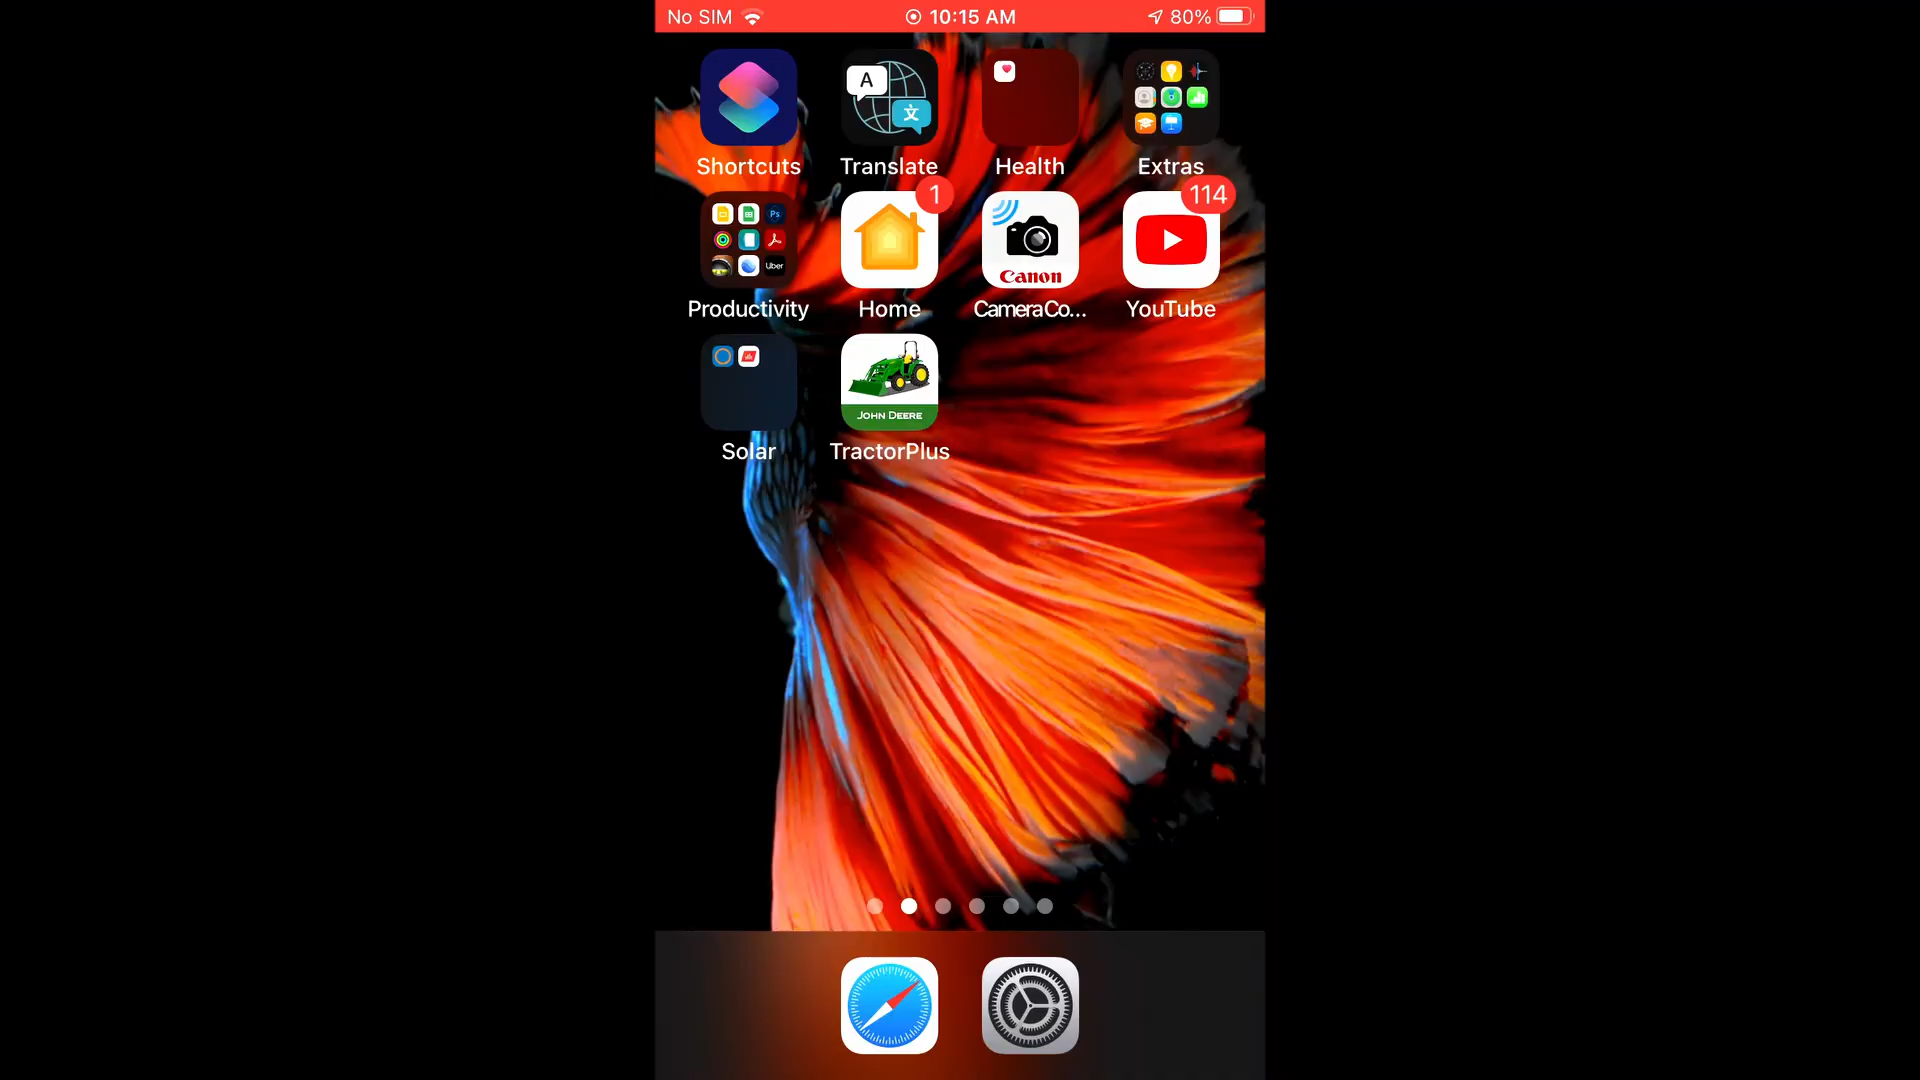 No SIM 10:15 AM 80%
A 文
Shortcuts Translate Health Extras
1 114
Ps
Uber
Canon
Productivity Home CameraCo... YouTube
JOHN DEERE
Solar TractorPlus